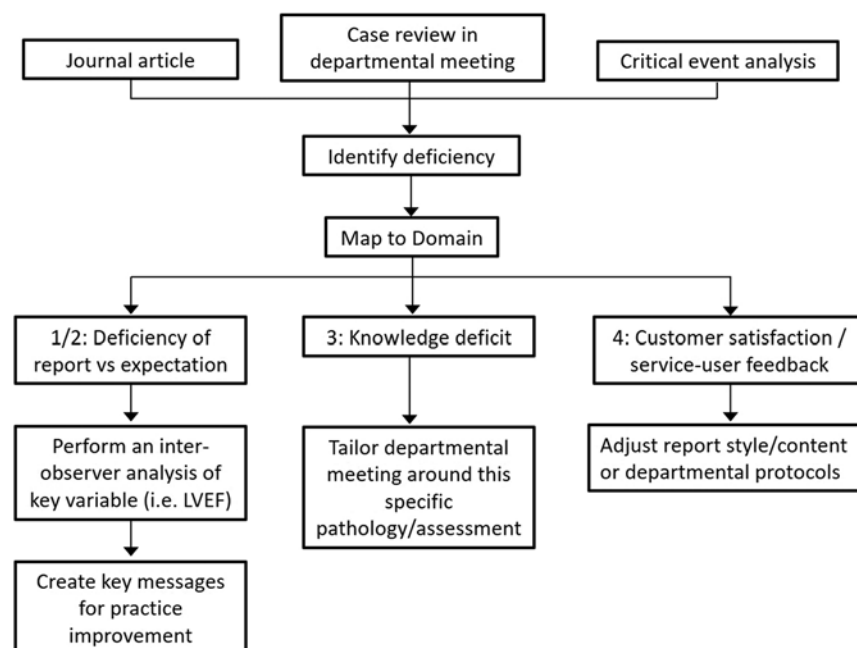 Journal article
Case review in
departmental meeting
Critical event analysis
Identify deficiency
Map to Domain
1/2: Deficiency of
report vs expectation
3: Knowledge deficit
4: Customer satisfaction /
service-user feedback
Perform an inter-
observer analysis of
key variable (i.e. LVEF)
Tailor departmental
meeting around this
specific
pathology/assessment
Adjust report style/content
or departmental protocols
Create key messages
for practice
improvement